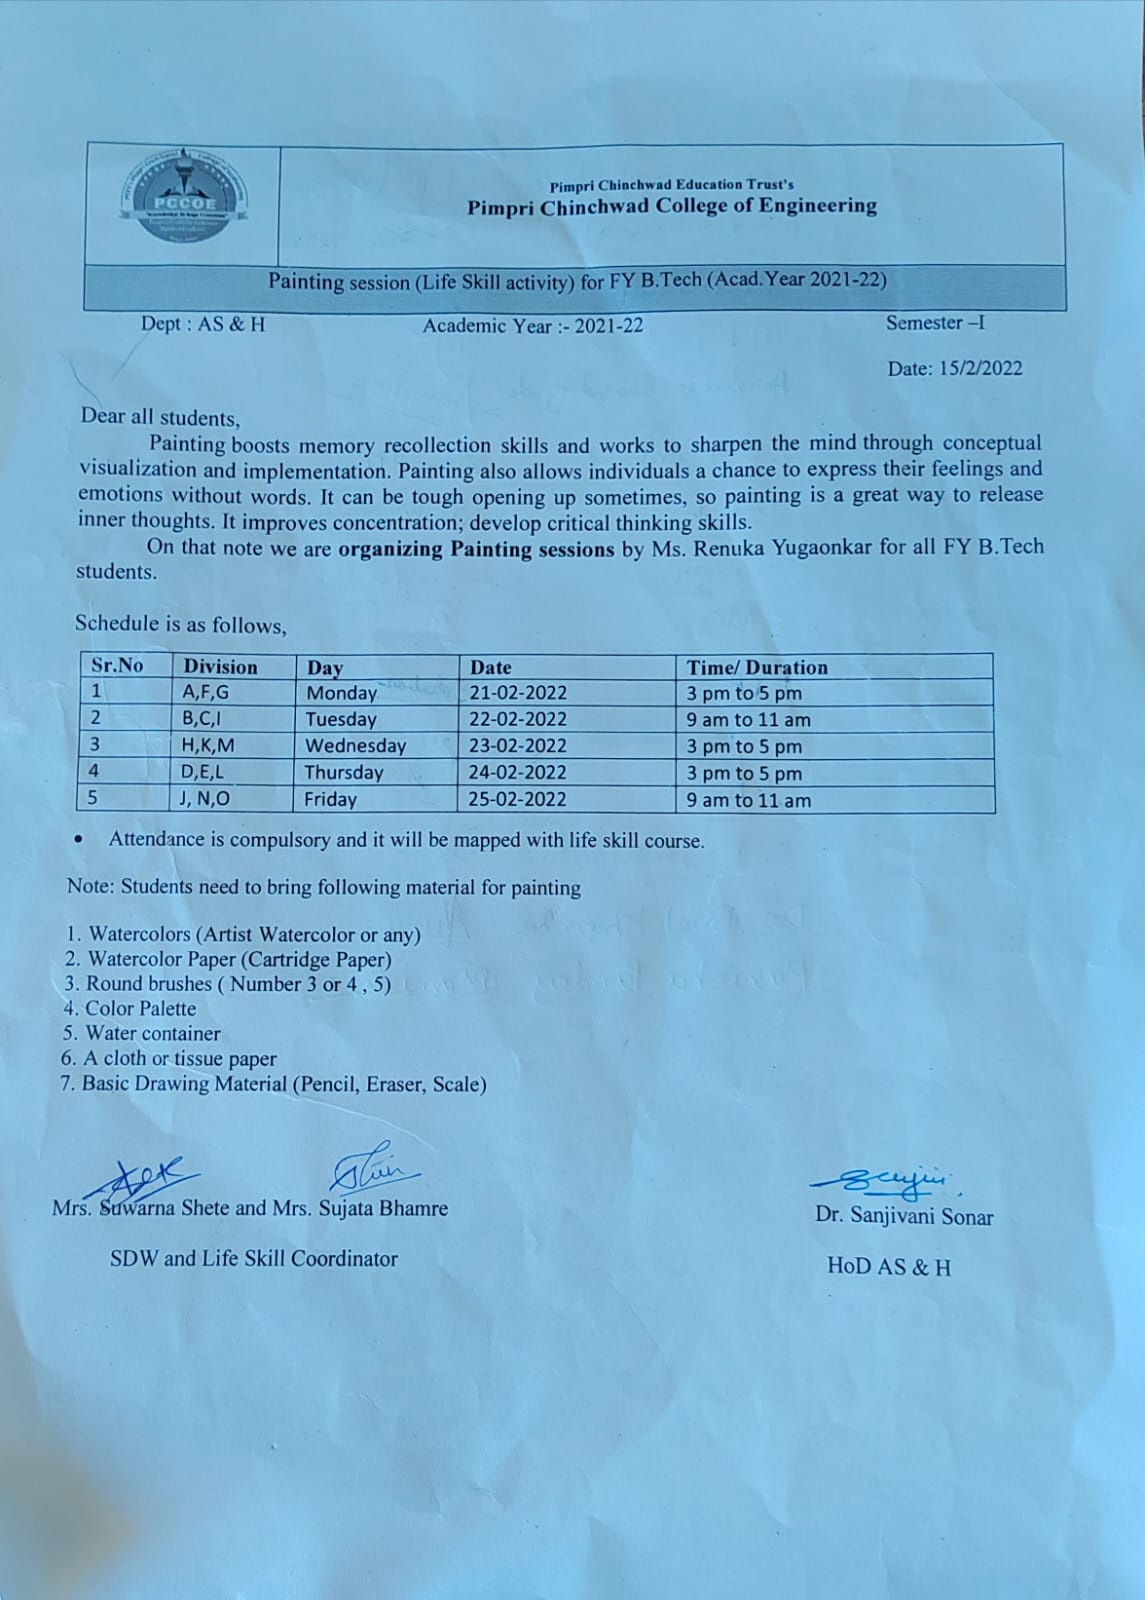 PCCOE
Pimpri Chinchwad Education Trust's
Pimpri Chinchwad College of Engineering
Painting session (Life Skill activity) for FY B.Tech (Acad.Year 2021-22)
Dept : AS & H Academic Year :- 2021-22 Semester –I
Date: 15/2/2022
Dear all students,
Painting boosts memory recollection skills and works to sharpen the mind through conceptual
visualization and implementation. Painting also allows individuals a chance to express their feelings and
emotions without words. It can be tough opening up sometimes, so painting is a great way to release
inner thoughts. It improves concentration; develop critical thinking skills.
On that note we are organizing Painting sessions by Ms. Renuka Yugaonkar for all FY B.Tech
students.
Schedule is as follows,
Sr.No Division Day Date Time/ Duration
1 A,F,G Monday 21-02-2022 3 pm to 5 pm
2 B,C,I Tuesday 22-02-2022 9 am to 11 am
3 H,K,M Wednesday 23-02-2022 3 pm to 5 pm
4 D,E,L Thursday 24-02-2022 3 pm to 5 pm
5 J, N,O Friday 25-02-2022 9 am to 11 am
• Attendance is compulsory and it will be mapped with life skill course.
Note: Students need to bring following material for painting
1. Watercolors (Artist Watercolor or any)
2. Watercolor Paper (Cartridge Paper)
3. Round brushes ( Number 3 or 4 , 5)
4. Color Palette
5. Water container
6. A cloth or tissue paper
7. Basic Drawing Material (Pencil, Eraser, Scale)
Mrs. Suwarna Shete and Mrs. Sujata Bhamre Dr. Sanjivani Sonar
SDW and Life Skill Coordinator HoD AS & H